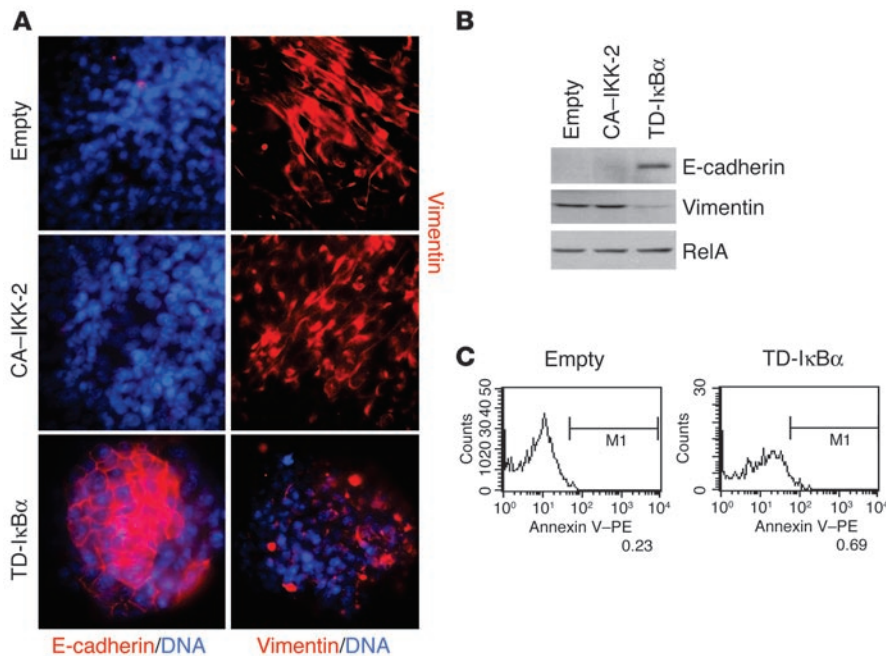 A
Empty
CA–IKK-2
TD-IκBα
Vimentin
E-cadherin/DNA
Vimentin/DNA
B
Empty
CA–IKK-2
TD-IκBα
E-cadherin
Vimentin
RelA
C
Empty
Counts
0 10 20 30 40 50
M1
10⁰ 10¹ 10² 10³ 10⁴
Annexin V–PE
0.23
TD-IκBα
Counts
0 30
M1
10⁰ 10¹ 10² 10³ 10⁴
Annexin V–PE
0.69